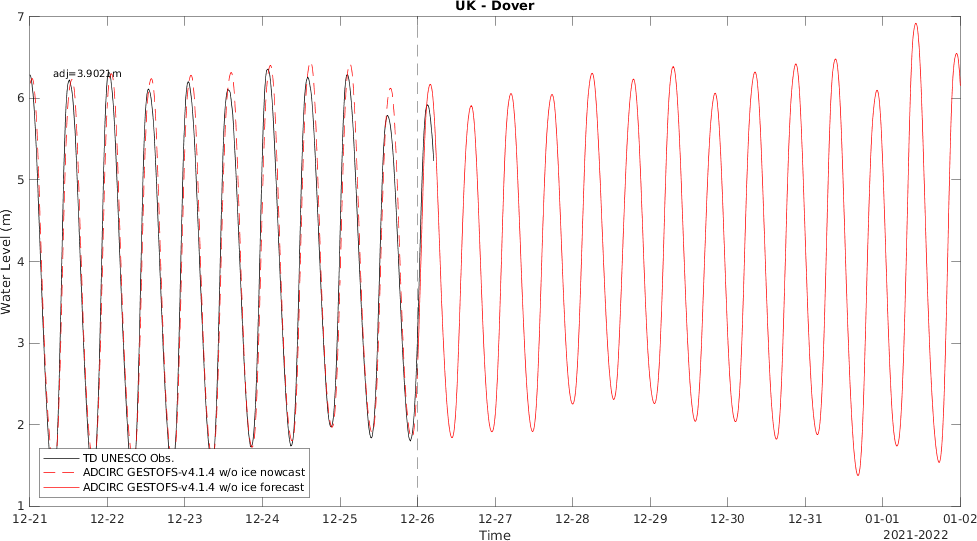 UK - Dover
7
adj=3.9021m
6
5
4
3
2
1
Water Level (m)
TD UNESCO Obs.
ADCIRC GESTOFS-v4.1.4 w/o ice nowcast
ADCIRC GESTOFS-v4.1.4 w/o ice forecast
12-21 12-22 12-23 12-24 12-25 12-26 12-27 12-28 12-29 12-30 12-31 01-01 01-02
Time
2021-2022